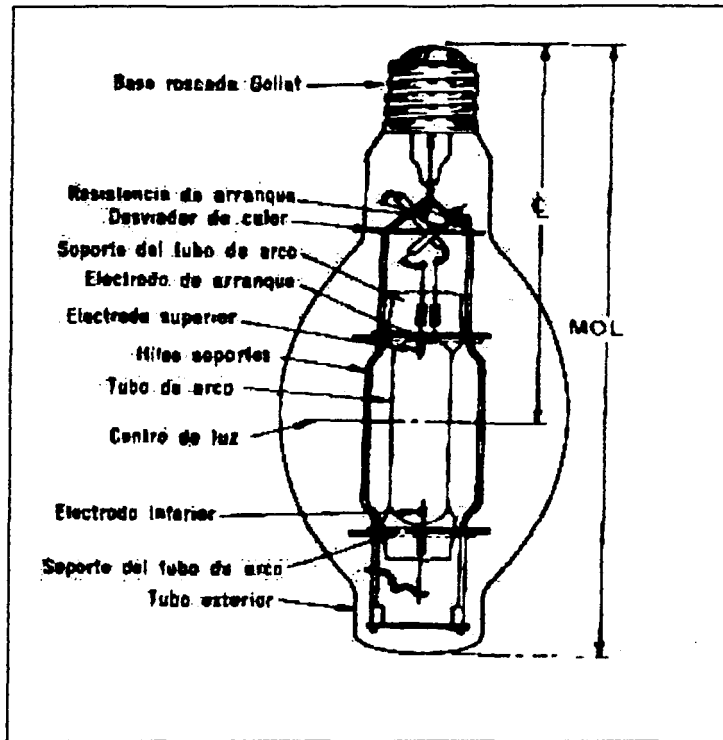 Base roscada Goliat
Resistencia de arranque
Desviador de calor
Soporte del tubo de arco
Electrodo de arranque
Electrodo superior
Hilos soportes
Tubo de arco
Centro de luz
Electrodo inferior
Soporte del tubo de arco
Tubo exterior
MOL